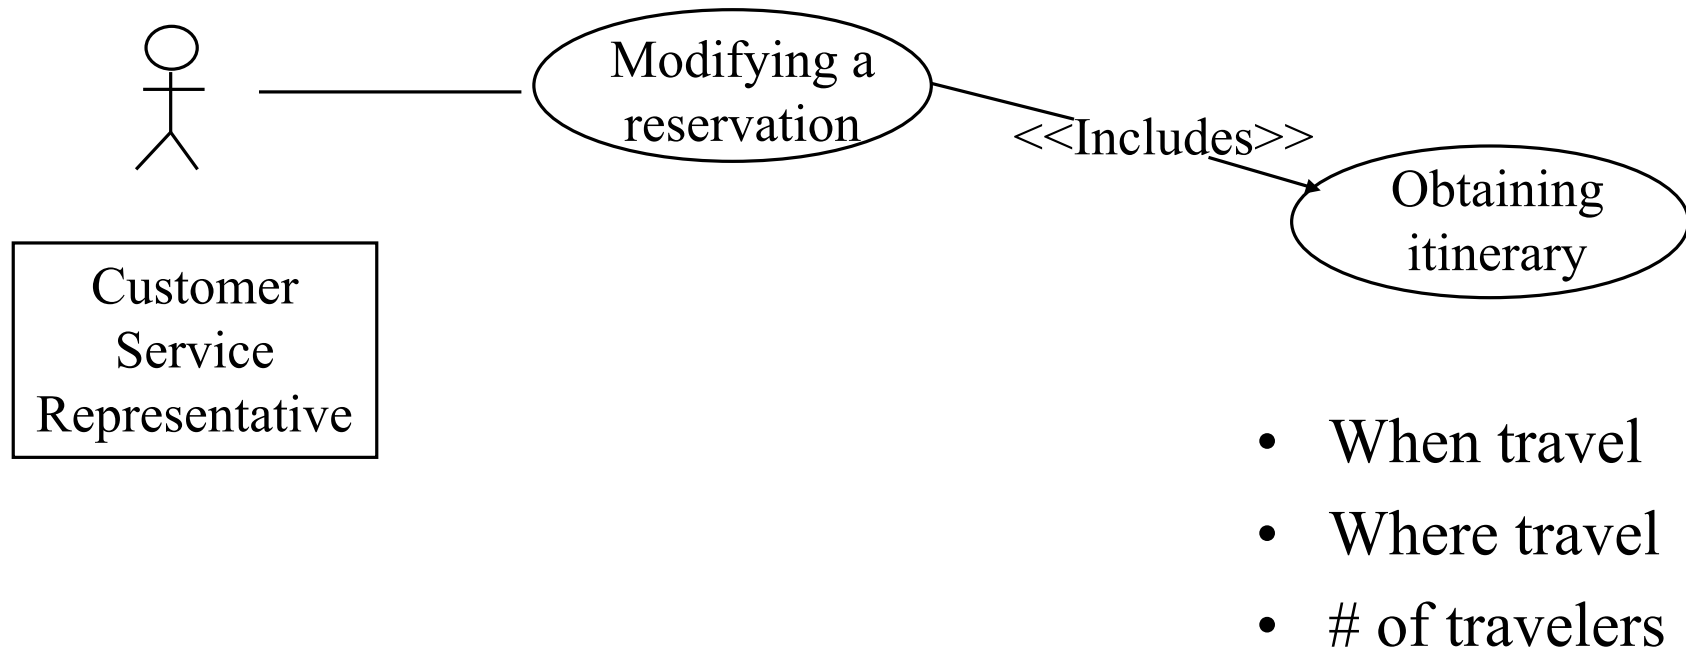 Modifying a
reservation
<<Includes>>
Obtaining
itinerary
Customer
Service
Representative
• When travel
• Where travel
• # of travelers